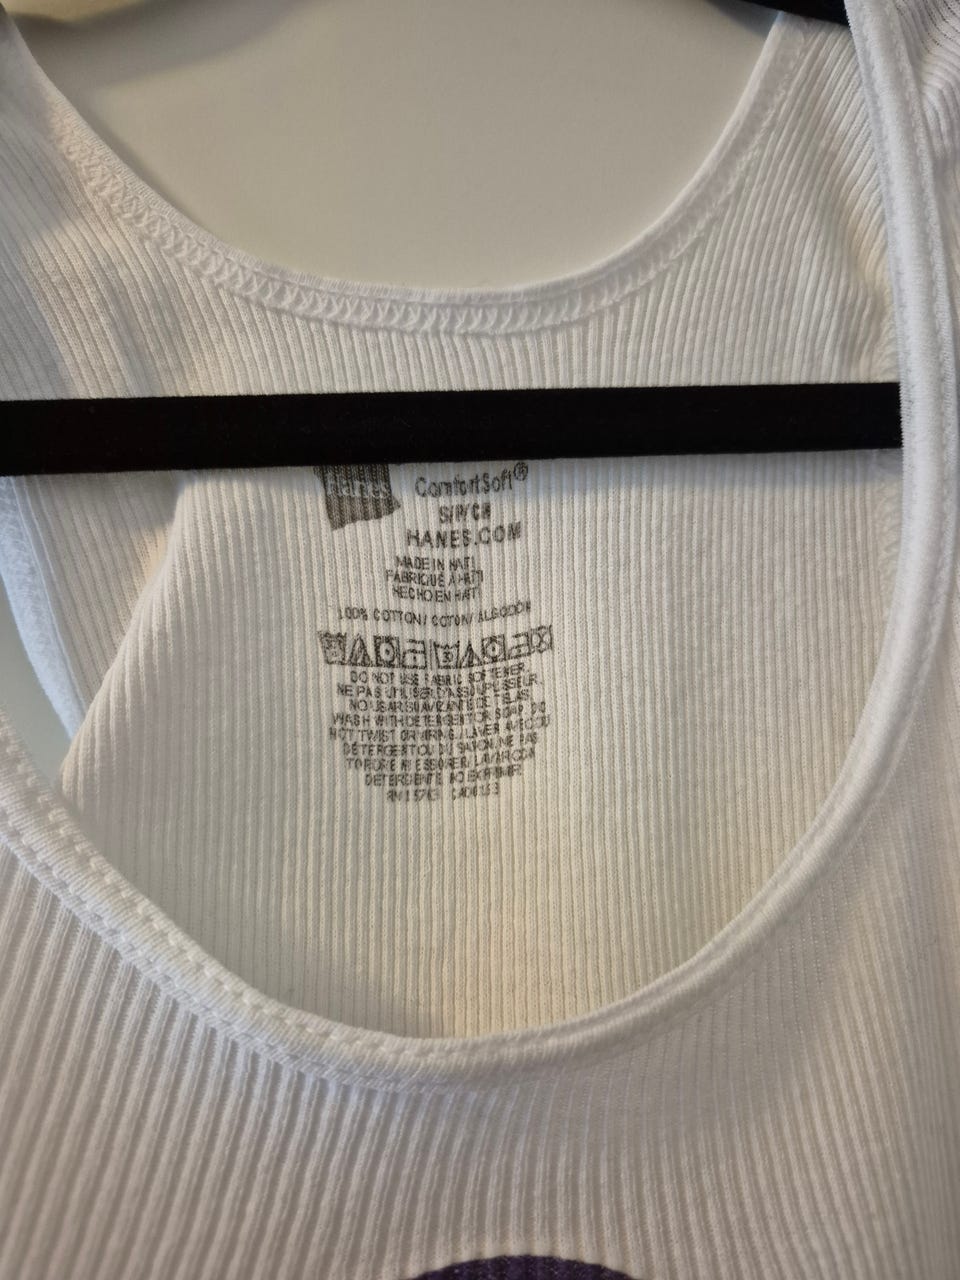 Hanes ComfortSoft®
S/P/CH
HANES.COM
MADE IN HAITI
FABRIQUÉ À HAÏTI
HECHO EN HAITI
100% COTTON/ COTON/ ALGODÓN
DO NOT USE FABRIC SOFTENER.
NE PAS UTILISER D'ASSOUPLISSEUR.
NO USAR SUAVIZANTE DE TELAS.
WASH WITH DETERGENT OR SOAP. DO
NOT TWIST OR WRING./ LAVER AVEC DU
DÉTERGENT OU DU SAVON, NE PAS
TORDRE NI ESSORER/ LAVAR CON
DETERGENTE NO EXPRIMIR